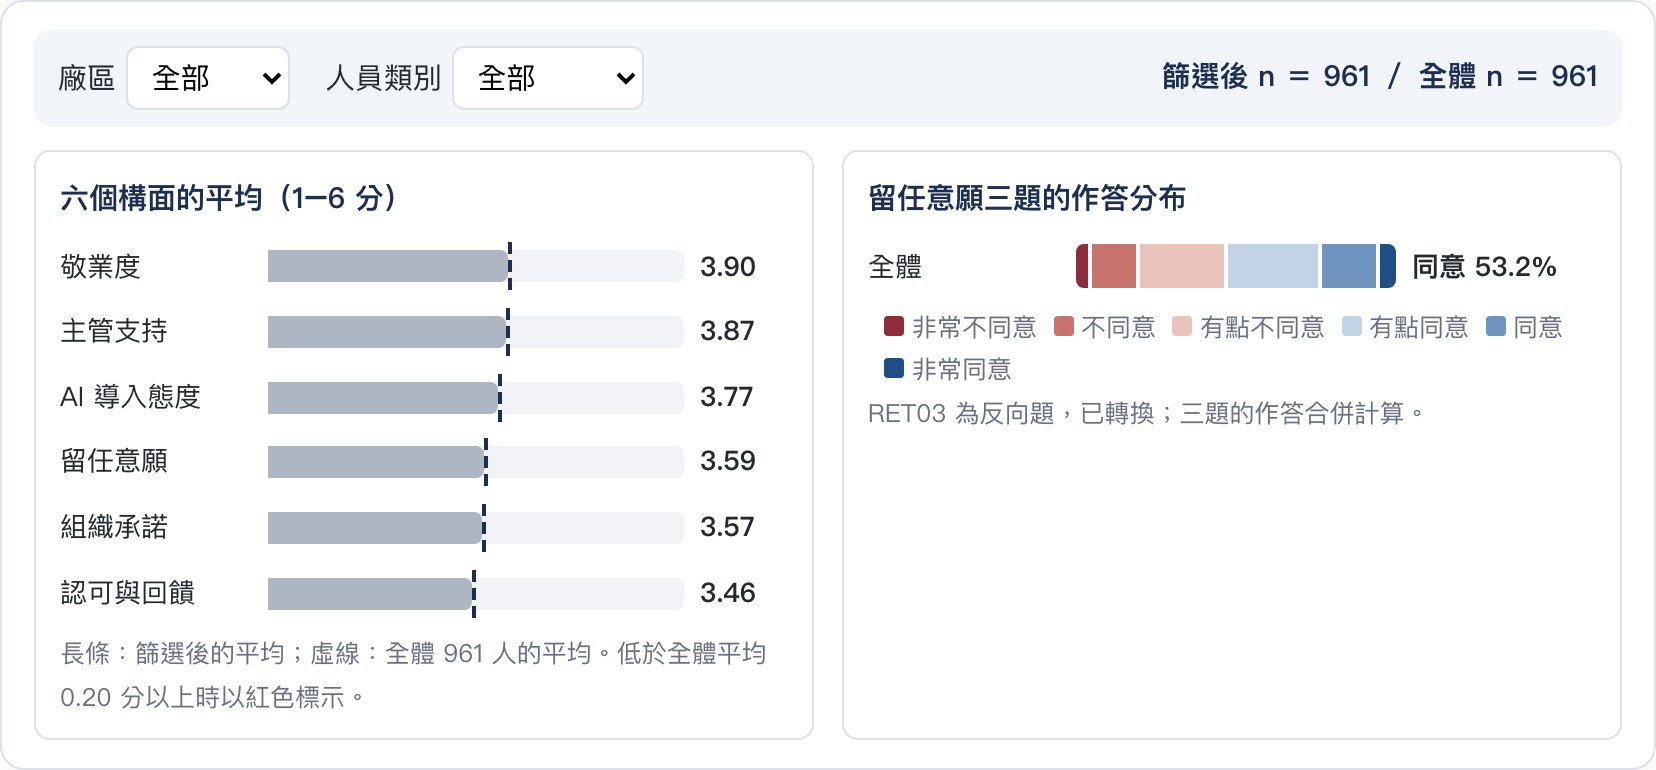 廠區 全部 人員類別 全部 篩選後 n = 961 / 全體 n = 961
六個構面的平均（1–6 分）
敬業度 3.90
主管支持 3.87
AI 導入態度 3.77
留任意願 3.59
組織承諾 3.57
認可與回饋 3.46
長條：篩選後的平均；虛線：全體 961 人的平均。低於全體平均
0.20 分以上時以紅色標示。
留任意願三題的作答分布
全體 同意 53.2%
非常不同意 不同意 有點不同意 有點同意 同意
非常同意
RET03 為反向題，已轉換；三題的作答合併計算。